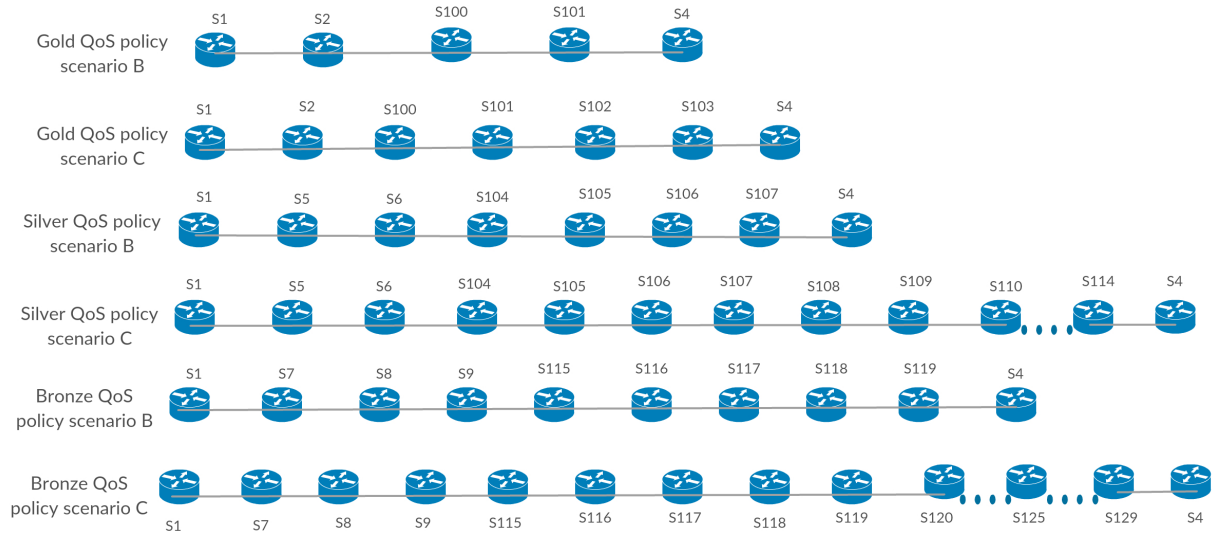 S1 S2 S100 S101 S4
Gold QoS policy
scenario B
S1 S2 S100 S101 S102 S103 S4
Gold QoS policy
scenario C
S1 S5 S6 S104 S105 S106 S107 S4
Silver QoS policy
scenario B
S1 S5 S6 S104 S105 S106 S107 S108 S109 S110 S114 S4
Silver QoS policy
scenario C
S1 S7 S8 S9 S115 S116 S117 S118 S119 S4
Bronze QoS
policy scenario B
Bronze QoS
policy scenario C
S1 S7 S8 S9 S115 S116 S117 S118 S119 S120 S125 S129 S4